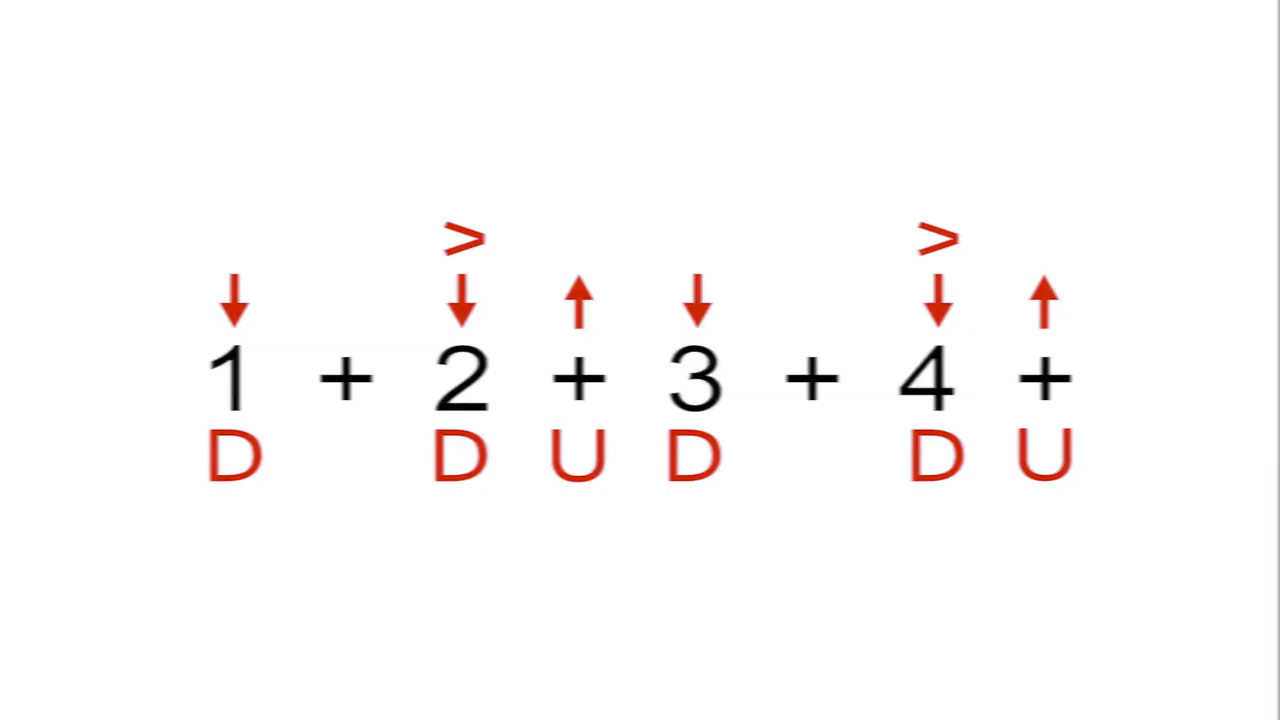 > >
↓ ↓ ↑ ↓ ↓ ↑
1 + 2 + 3 + 4 +
D D U D D U